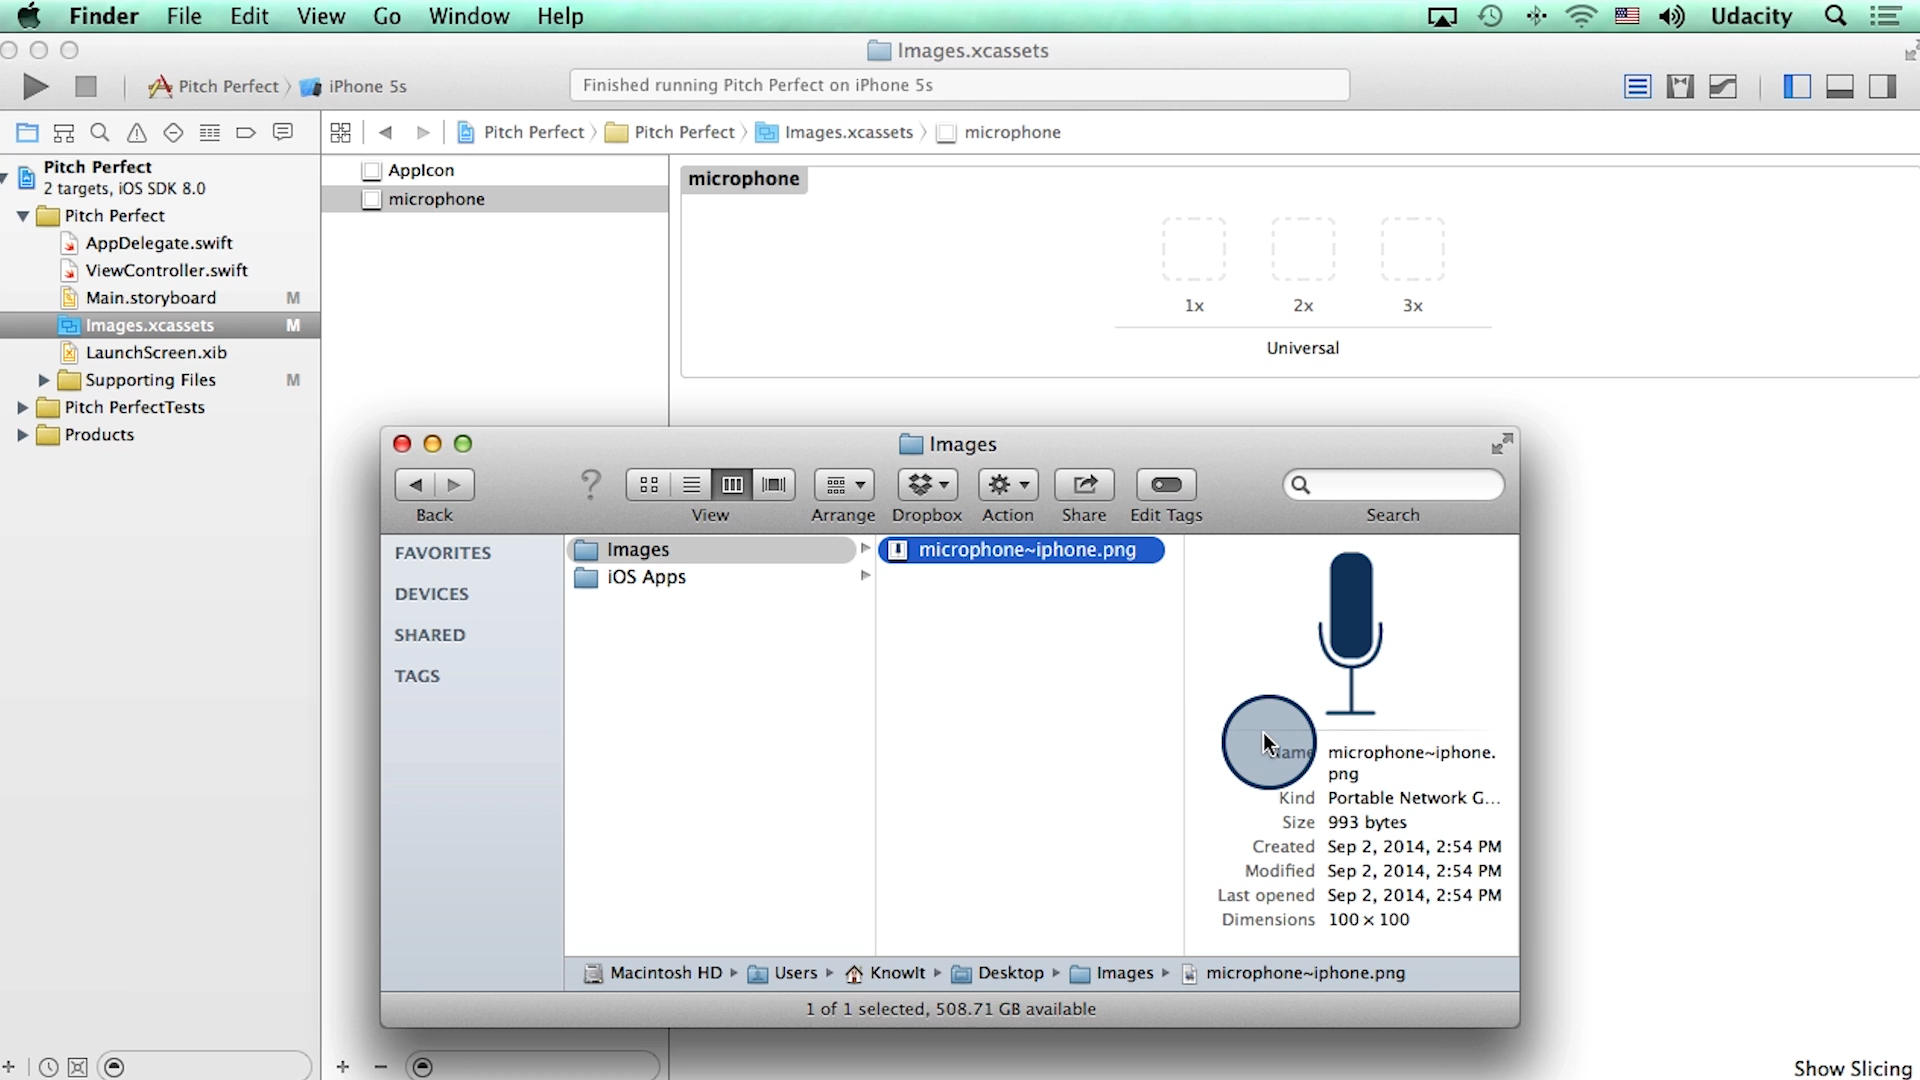 Finder File Edit View Go Window Help Udacity
Images.xcassets
Pitch Perfect iPhone 5s Finished running Pitch Perfect on iPhone 5s
Pitch Perfect Pitch Perfect Images.xcassets microphone
Pitch Perfect
2 targets, iOS SDK 8.0
Pitch Perfect
AppDelegate.swift
ViewController.swift
Main.storyboard M
Images.xcassets M
LaunchScreen.xib
Supporting Files M
Pitch PerfectTests
Products
AppIcon
microphone
microphone
1x 2x 3x
Universal
Images
Back View Arrange Dropbox Action Share Edit Tags Search
FAVORITES
DEVICES
SHARED
TAGS
Images
iOS Apps
microphone~iphone.png
Name microphone~iphone.
png
Kind Portable Network G...
Size 993 bytes
Created Sep 2, 2014, 2:54 PM
Modified Sep 2, 2014, 2:54 PM
Last opened Sep 2, 2014, 2:54 PM
Dimensions 100 × 100
Macintosh HD Users KnowIt Desktop Images microphone~iphone.png
1 of 1 selected, 508.71 GB available
Show Slicing